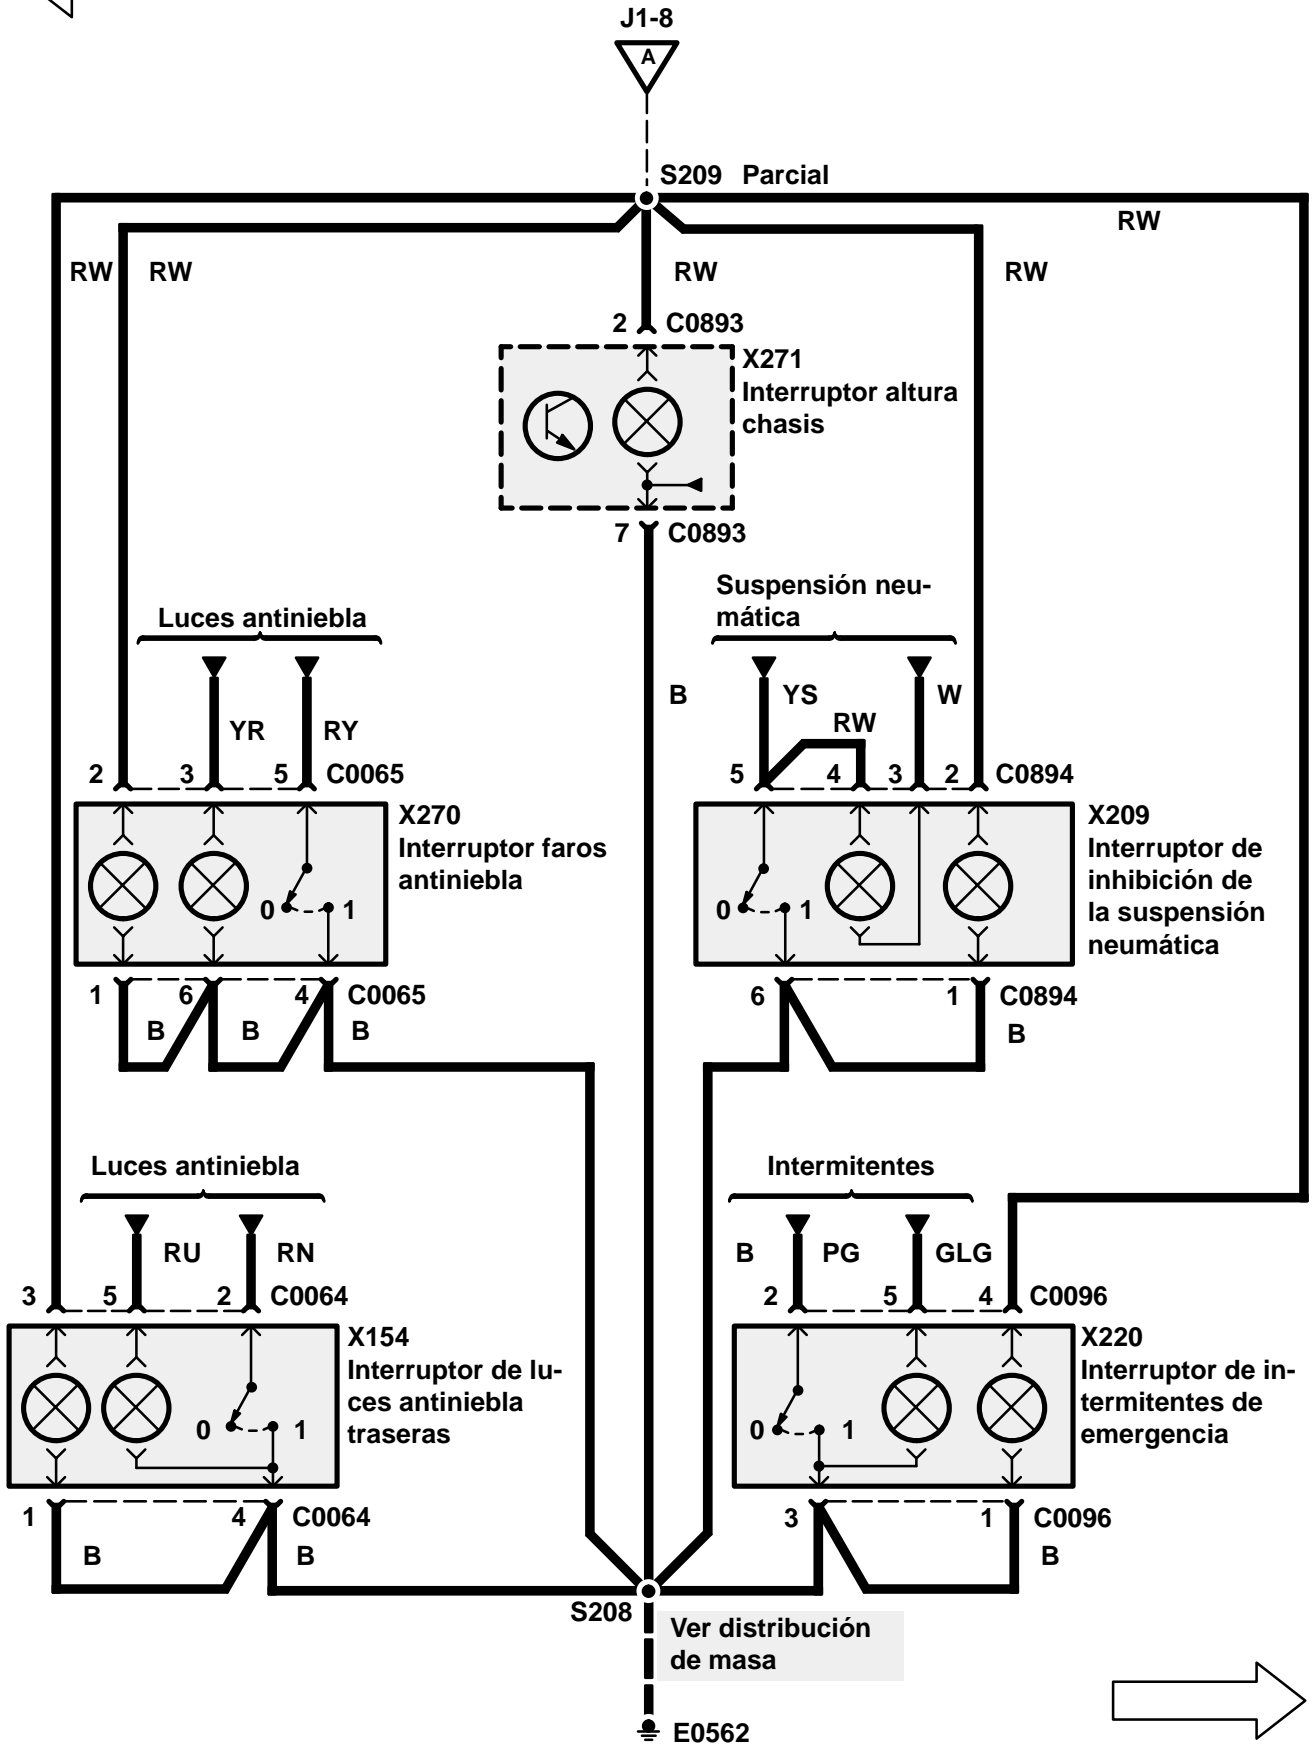 J1-8
A
S209 Parcial
RW
RW RW RW RW
2 C0893
X271
Interruptor altura
chasis
7 C0893
Suspensión neu-
mática
Luces antiniebla
B YS W
RW
YR RY
2 3 5 C0065
5 4 3 2 C0894
X270
Interruptor faros
antiniebla
0 1
X209
Interruptor de
inhibición de
la suspensión
neumática
0 1
1 6 4 C0065
B B B
6 1 C0894
B
Luces antiniebla
Intermitentes
RU RN
B PG GLG
3 5 2 C0064
2 5 4 C0096
X154
Interruptor de lu-
ces antiniebla
traseras
0 1
X220
Interruptor de in-
termitentes de
emergencia
0 1
1 4 C0064
B B
3 1 C0096
B
S208
Ver distribución
de masa
E0562